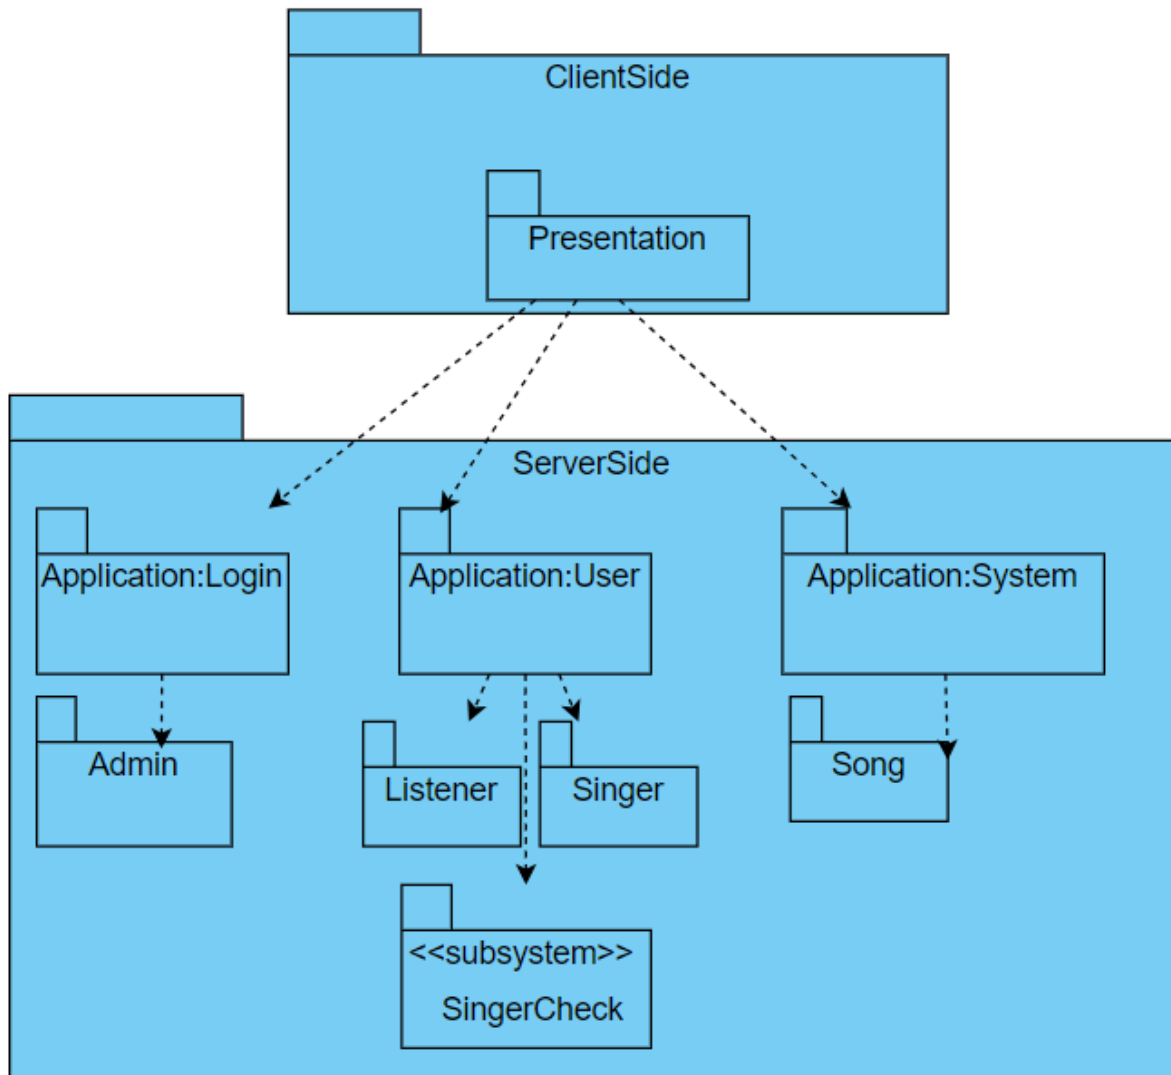 ClientSide
Presentation
ServerSide
Application:Login
Application:User
Application:System
Admin
Listener
Singer
Song
<<subsystem>>
SingerCheck